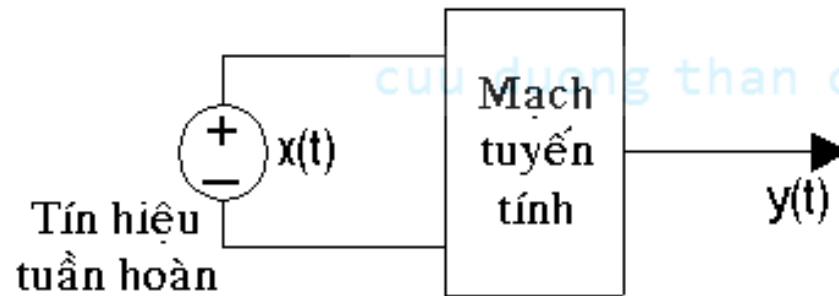 cuu duong than c
Mạch
tuyến
tính
+
x(t)
−
Tín hiệu
tuần hoàn
y(t)